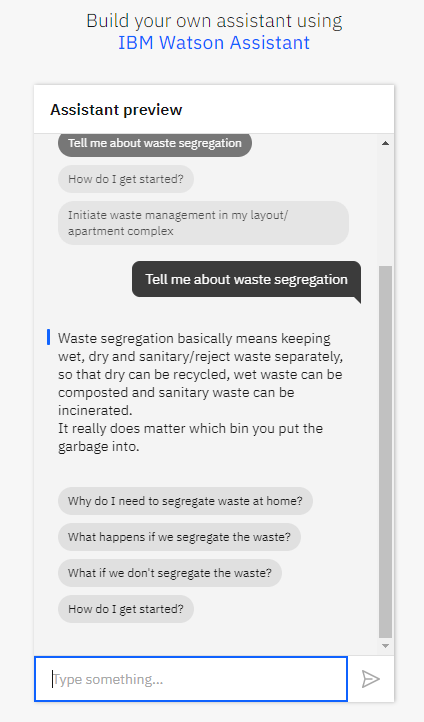 Build your own assistant using
IBM Watson Assistant
Assistant preview
Tell me about waste segregation
How do I get started?
Initiate waste management in my layout/
apartment complex
Tell me about waste segregation
Waste segregation basically means keeping
wet, dry and sanitary/reject waste separately,
so that dry can be recycled, wet waste can be
composted and sanitary waste can be
incinerated.
It really does matter which bin you put the
garbage into.
Why do I need to segregate waste at home?
What happens if we segregate the waste?
What if we don't segregate the waste?
How do I get started?
Type something...